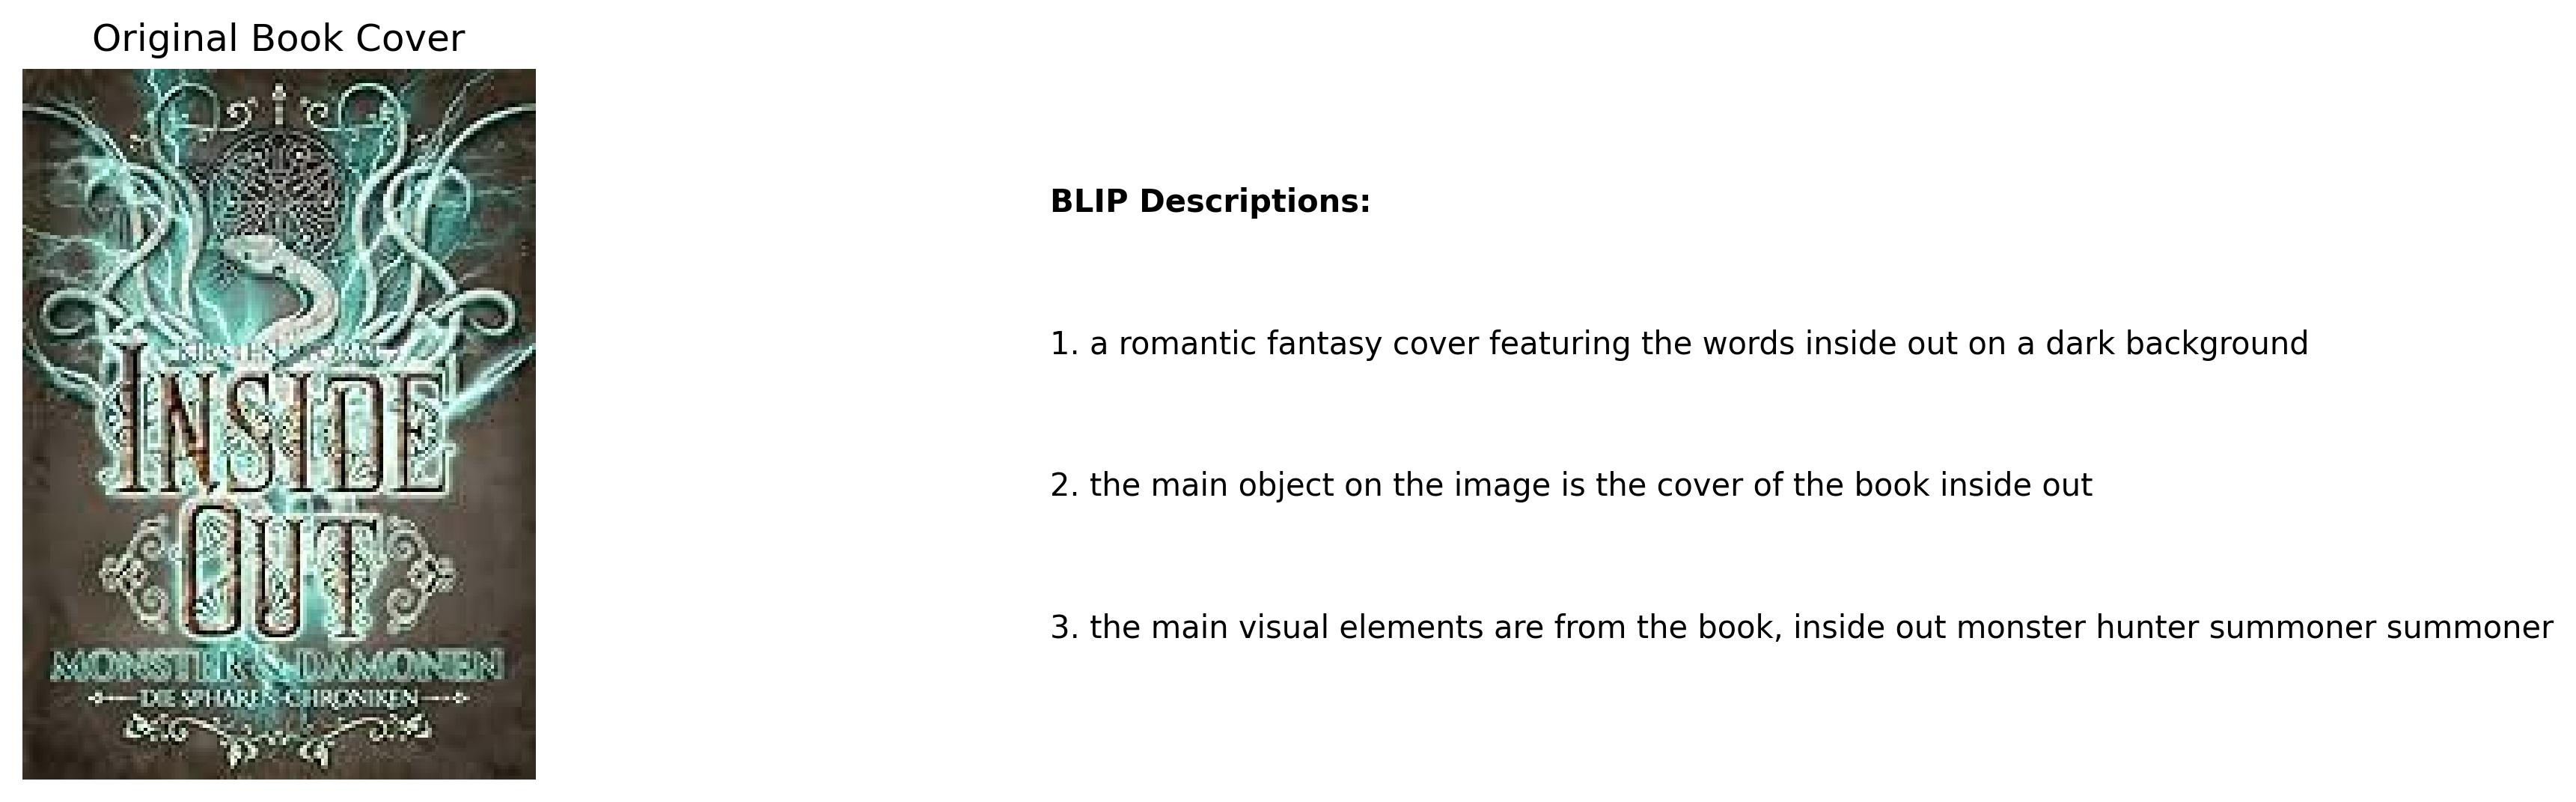 Original Book Cover
INSIDE
OUT
MONSTER & DÄMONEN
DIE SPHÄREN-CHRONIKEN
BLIP Descriptions:
1. a romantic fantasy cover featuring the words inside out on a dark background
2. the main object on the image is the cover of the book inside out
3. the main visual elements are from the book, inside out monster hunter summoner summoner